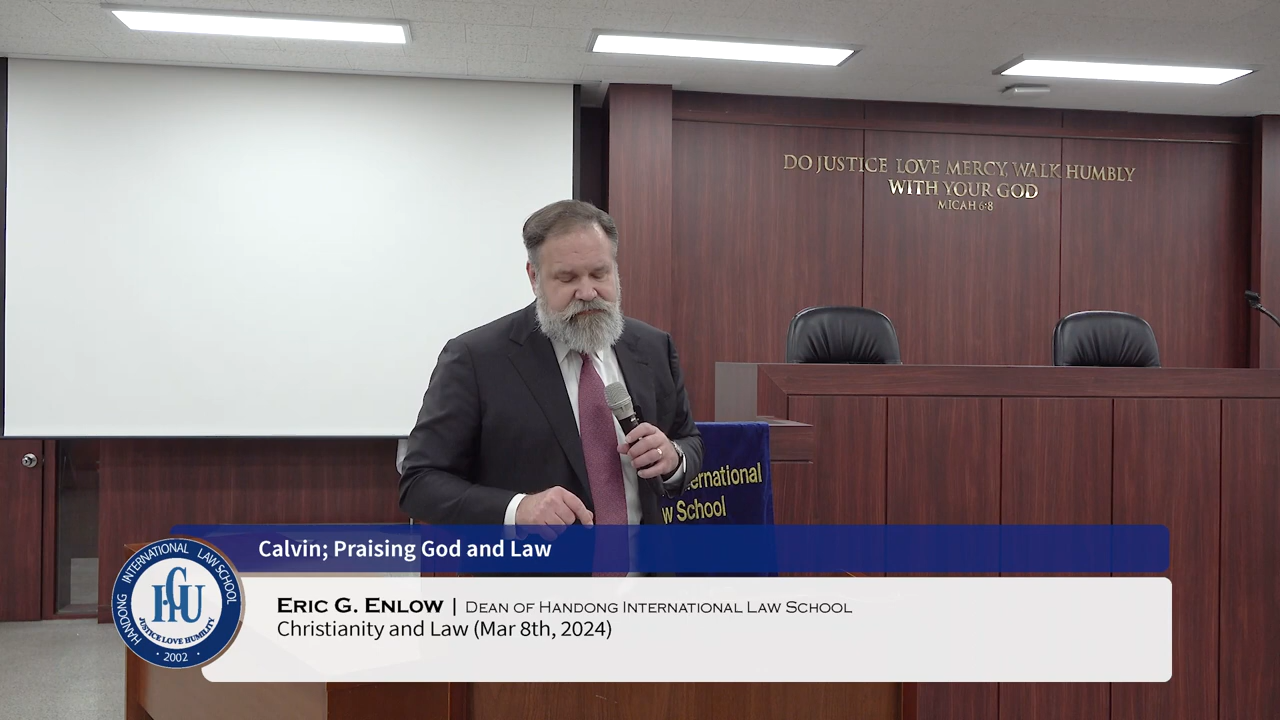 DO JUSTICE LOVE MERCY, WALK HUMBLY
WITH YOUR GOD
MICAH 6:8
ernational
w School
Calvin; Praising God and Law
HANDONG INTERNATIONAL LAW SCHOOL
HGU
JUSTICE LOVE HUMILITY
· 2002 ·
ERIC G. ENLOW | DEAN OF HANDONG INTERNATIONAL LAW SCHOOL
Christianity and Law (Mar 8th, 2024)